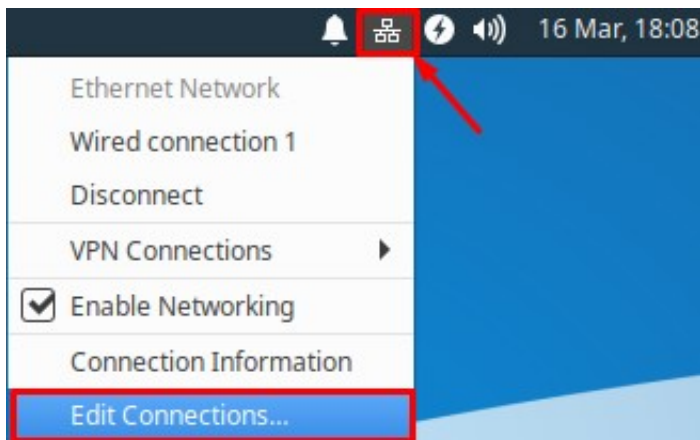 16 Mar, 18:08
Ethernet Network
Wired connection 1
Disconnect
VPN Connections
Enable Networking
Connection Information
Edit Connections...